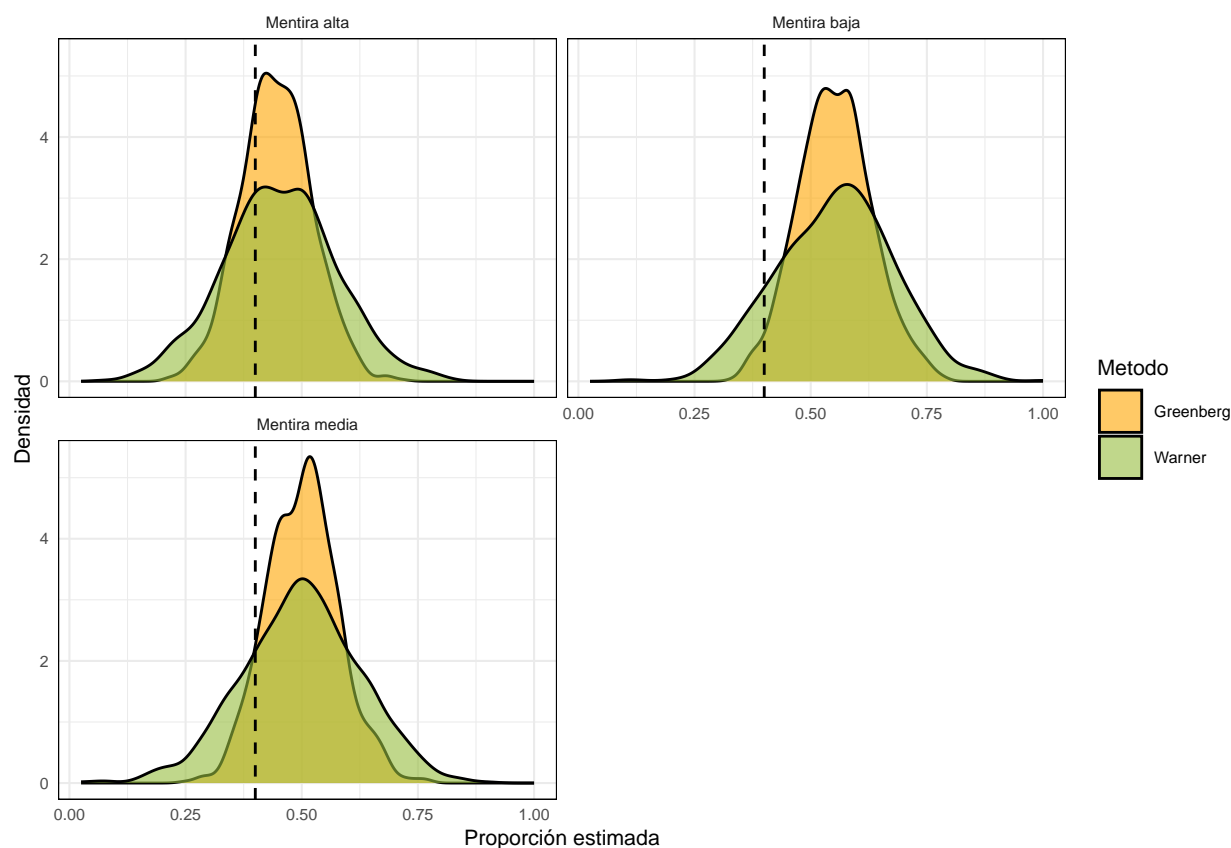 Mentira alta
Mentira baja
4
2
0
0.00 0.25 0.50 0.75 1.00
Mentira media
4
2
0
0.00 0.25 0.50 0.75 1.00
Densidad
Proporción estimada
Metodo
Greenberg
Warner